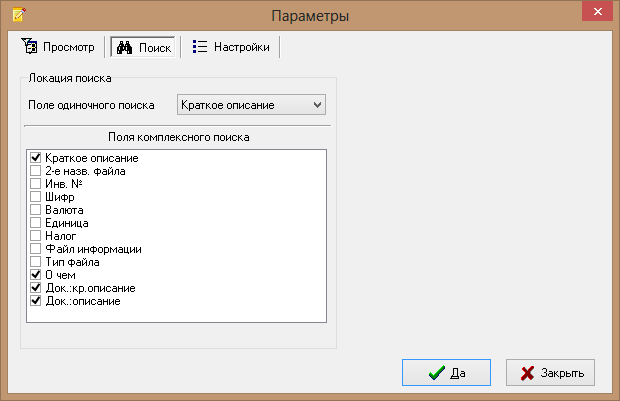 Параметры
Просмотр
Поиск
Настройки
Локация поиска
Поле одиночного поиска
Краткое описание
Поля комплексного поиска
Краткое описание
2-е назв. файла
Инв. №
Шифр
Валюта
Единица
Налог
Файл информации
Тип файла
О чем
Док.:кр.описание
Док.:описание
Да
Закрыть